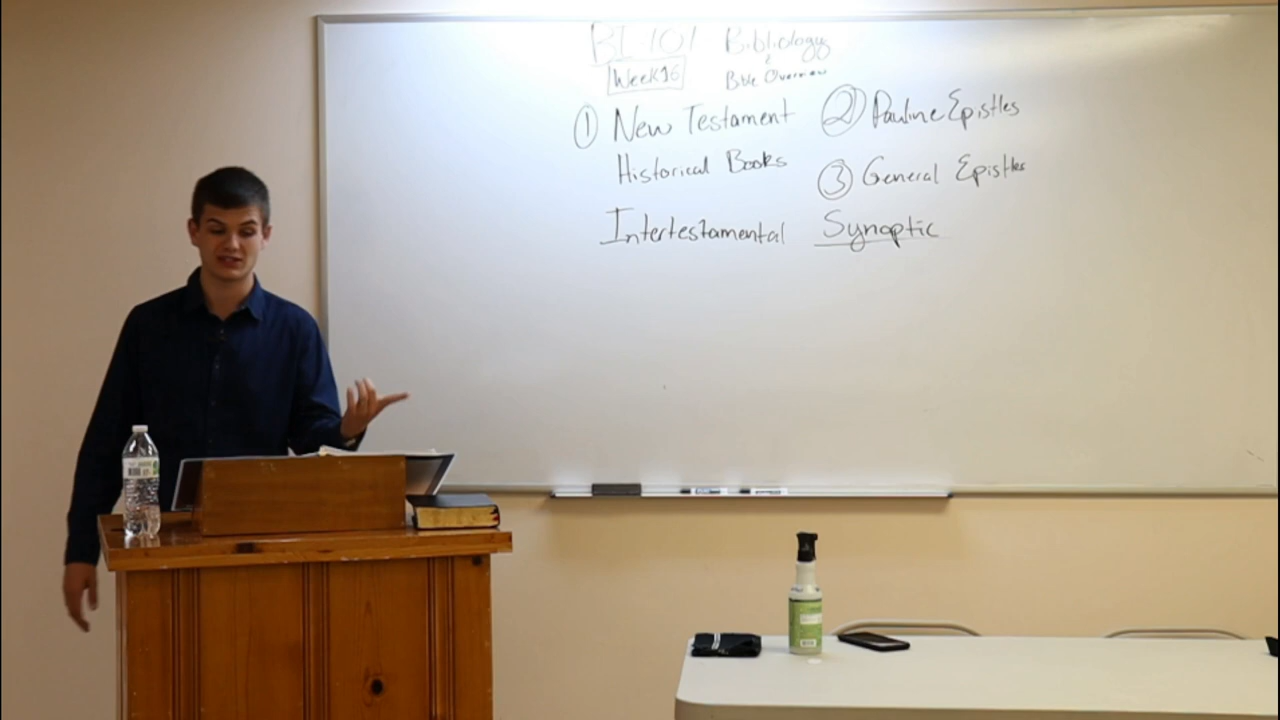 BI-101 Bibliology
&
Week 16 Bible Overview
① New Testament
Historical Books
② Pauline Epistles
③ General Epistles
Intertestamental Synoptic